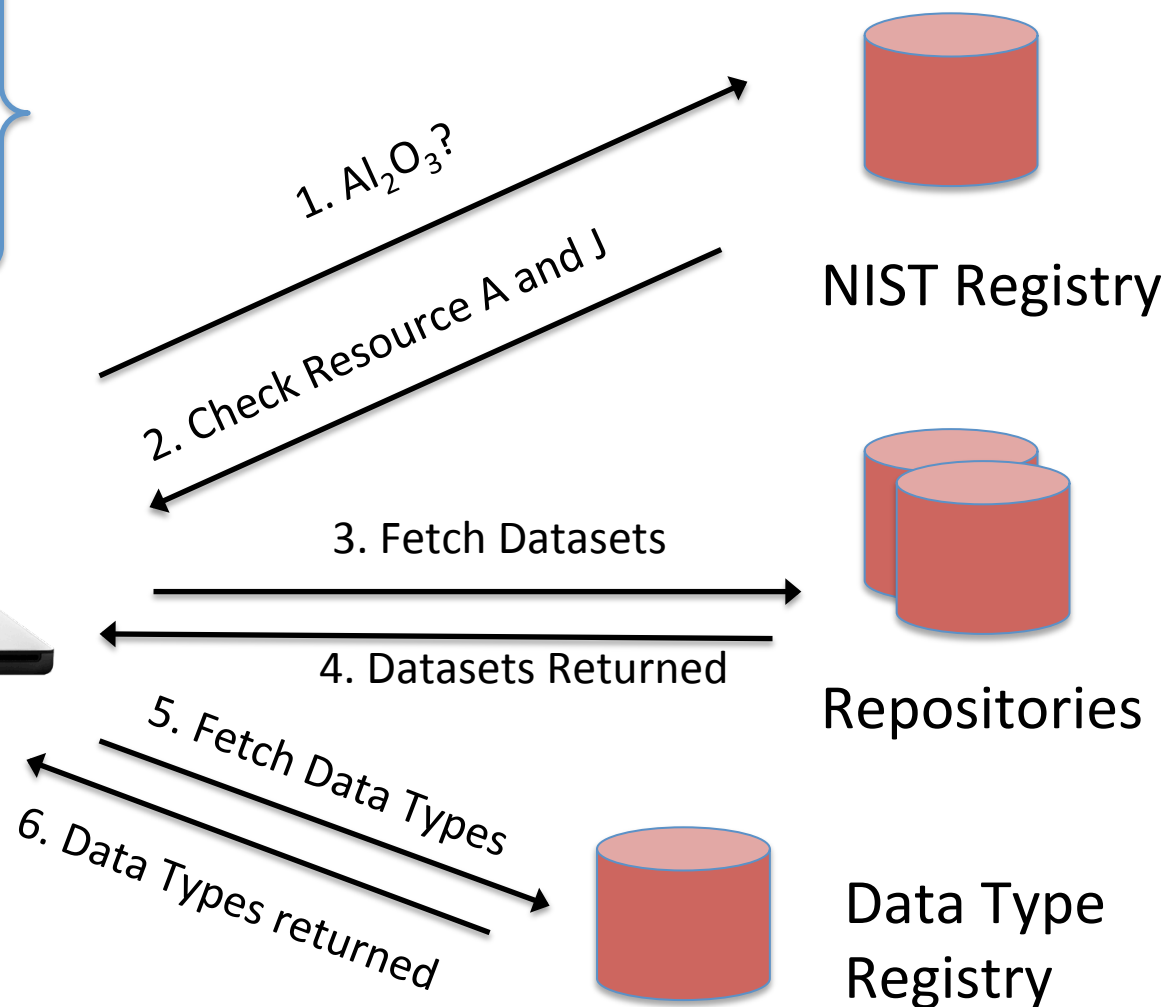 1. Al₂O₃?
2. Check Resource A and J
NIST Registry
3. Fetch Datasets
4. Datasets Returned
Repositories
5. Fetch Data Types
6. Data Types returned
Data Type
Registry